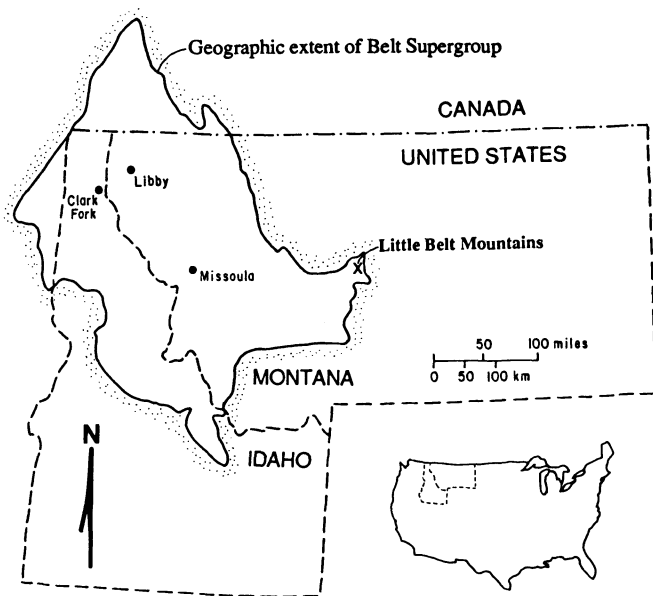 Geographic extent of Belt Supergroup
CANADA
UNITED STATES
Libby
Clark
Fork
Little Belt Mountains
X
Missoula
50 100 miles
0 50 100 km
MONTANA
N
IDAHO